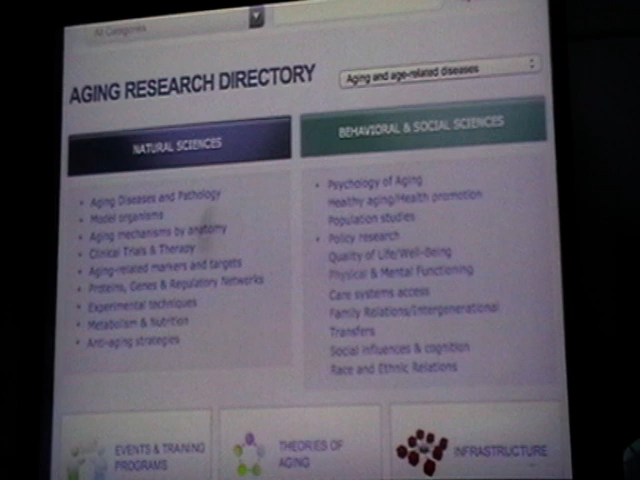 All Categories
AGING RESEARCH DIRECTORY
Aging and age-related diseases
NATURAL SCIENCES
BEHAVIORAL & SOCIAL SCIENCES
Aging Diseases and Pathology
Model organisms
Aging mechanisms by anatomy
Clinical Trials & Therapy
Aging-related markers and targets
Proteins, Genes & Regulatory Networks
Experimental techniques
Metabolism & Nutrition
Anti-aging strategies
Psychology of Aging
Healthy aging/Health promotion
Population studies
Policy research
Quality of Life/Well-Being
Physical & Mental Functioning
Care systems access
Family Relations/Intergenerational
Transfers
Social influences & cognition
Race and Ethnic Relations
EVENTS & TRAINING
PROGRAMS
THEORIES OF
AGING
INFRASTRUCTURE